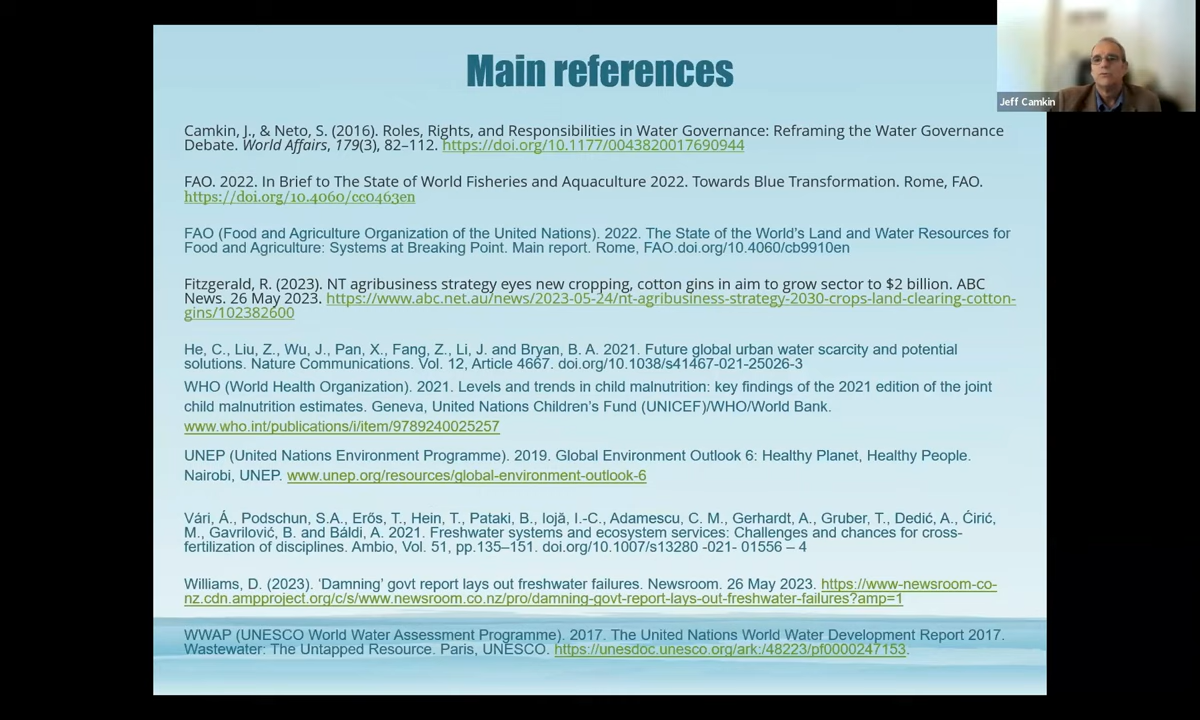 Main references
Jeff Camkin
Camkin, J., & Neto, S. (2016). Roles, Rights, and Responsibilities in Water Governance: Reframing the Water Governance
Debate. World Affairs, 179(3), 82–112. https://doi.org/10.1177/0043820017690944
FAO. 2022. In Brief to The State of World Fisheries and Aquaculture 2022. Towards Blue Transformation. Rome, FAO.
https://doi.org/10.4060/cc0463en
FAO (Food and Agriculture Organization of the United Nations). 2022. The State of the World's Land and Water Resources for
Food and Agriculture: Systems at Breaking Point. Main report. Rome, FAO.doi.org/10.4060/cb9910en
Fitzgerald, R. (2023). NT agribusiness strategy eyes new cropping, cotton gins in aim to grow sector to $2 billion. ABC
News. 26 May 2023. https://www.abc.net.au/news/2023-05-24/nt-agribusiness-strategy-2030-crops-land-clearing-cotton-
gins/102382600
He, C., Liu, Z., Wu, J., Pan, X., Fang, Z., Li, J. and Bryan, B. A. 2021. Future global urban water scarcity and potential
solutions. Nature Communications. Vol. 12, Article 4667. doi.org/10.1038/s41467-021-25026-3
WHO (World Health Organization). 2021. Levels and trends in child malnutrition: key findings of the 2021 edition of the joint
child malnutrition estimates. Geneva, United Nations Children's Fund (UNICEF)/WHO/World Bank.
www.who.int/publications/i/item/9789240025257
UNEP (United Nations Environment Programme). 2019. Global Environment Outlook 6: Healthy Planet, Healthy People.
Nairobi, UNEP. www.unep.org/resources/global-environment-outlook-6
Vári, Á., Podschun, S.A., Erős, T., Hein, T., Pataki, B., Iojă, I.-C., Adamescu, C. M., Gerhardt, A., Gruber, T., Dedić, A., Ćirić,
M., Gavrilović, B. and Báldi, A. 2021. Freshwater systems and ecosystem services: Challenges and chances for cross-
fertilization of disciplines. Ambio, Vol. 51, pp.135–151. doi.org/10.1007/s13280 -021- 01556 – 4
Williams, D. (2023). 'Damning' govt report lays out freshwater failures. Newsroom. 26 May 2023. https://www-newsroom-co-
nz.cdn.ampproject.org/c/s/www.newsroom.co.nz/pro/damning-govt-report-lays-out-freshwater-failures?amp=1
WWAP (UNESCO World Water Assessment Programme). 2017. The United Nations World Water Development Report 2017.
Wastewater: The Untapped Resource. Paris, UNESCO. https://unesdoc.unesco.org/ark:/48223/pf0000247153.